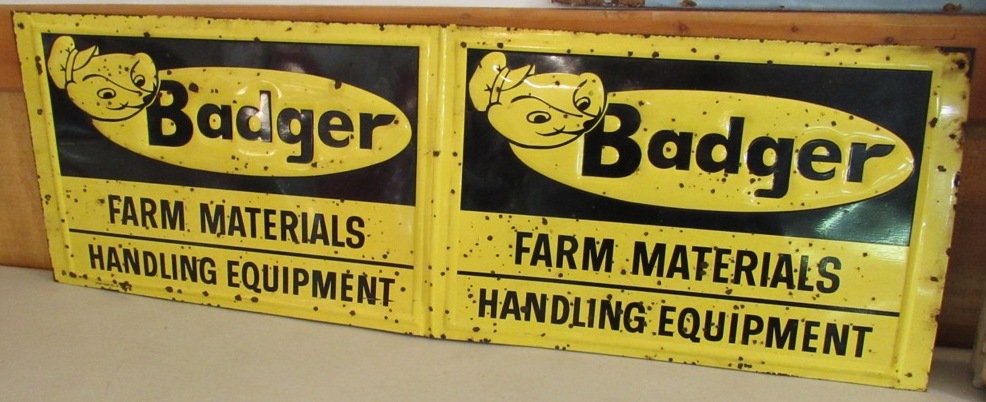 Badger
FARM MATERIALS
HANDLING EQUIPMENT
Badger
FARM MATERIALS
HANDLING EQUIPMENT